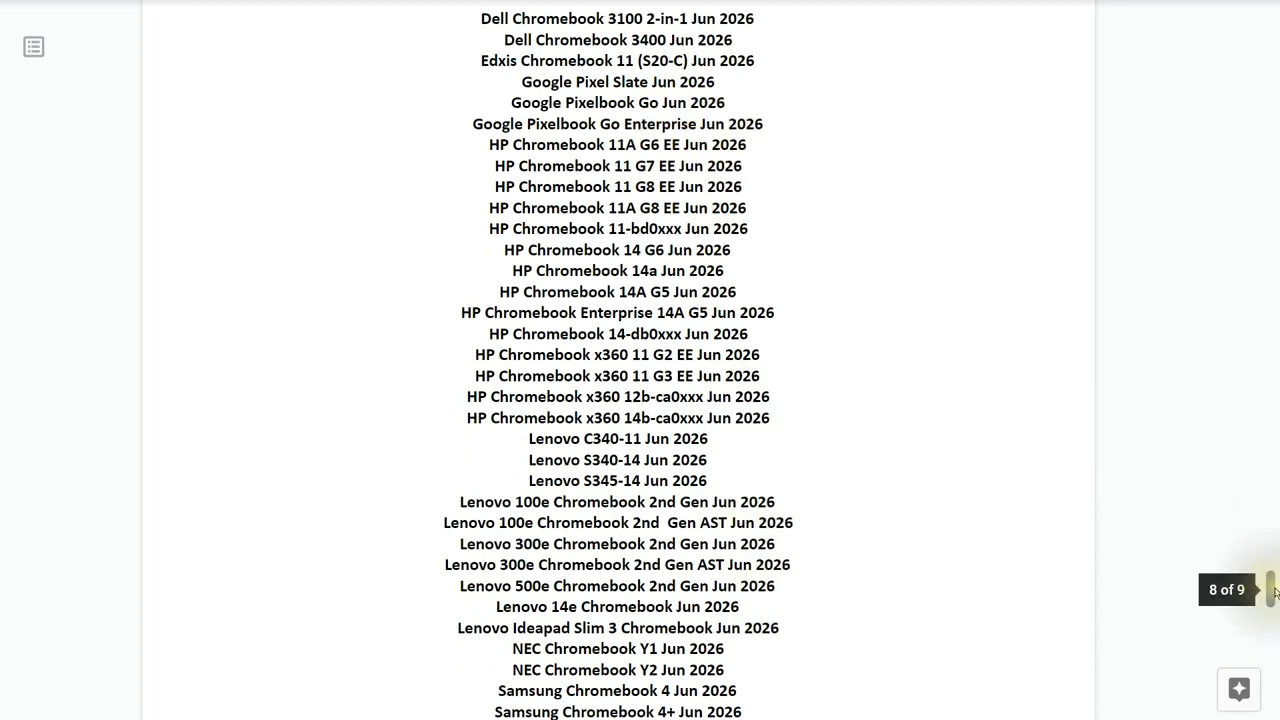 Dell Chromebook 3100 2-in-1 Jun 2026
Dell Chromebook 3400 Jun 2026
Edxis Chromebook 11 (S20-C) Jun 2026
Google Pixel Slate Jun 2026
Google Pixelbook Go Jun 2026
Google Pixelbook Go Enterprise Jun 2026
HP Chromebook 11A G6 EE Jun 2026
HP Chromebook 11 G7 EE Jun 2026
HP Chromebook 11 G8 EE Jun 2026
HP Chromebook 11A G8 EE Jun 2026
HP Chromebook 11-bd0xxx Jun 2026
HP Chromebook 14 G6 Jun 2026
HP Chromebook 14a Jun 2026
HP Chromebook 14A G5 Jun 2026
HP Chromebook Enterprise 14A G5 Jun 2026
HP Chromebook 14-db0xxx Jun 2026
HP Chromebook x360 11 G2 EE Jun 2026
HP Chromebook x360 11 G3 EE Jun 2026
HP Chromebook x360 12b-ca0xxx Jun 2026
HP Chromebook x360 14b-ca0xxx Jun 2026
Lenovo C340-11 Jun 2026
Lenovo S340-14 Jun 2026
Lenovo S345-14 Jun 2026
Lenovo 100e Chromebook 2nd Gen Jun 2026
Lenovo 100e Chromebook 2nd  Gen AST Jun 2026
Lenovo 300e Chromebook 2nd Gen Jun 2026
Lenovo 300e Chromebook 2nd Gen AST Jun 2026
Lenovo 500e Chromebook 2nd Gen Jun 2026
Lenovo 14e Chromebook Jun 2026
Lenovo Ideapad Slim 3 Chromebook Jun 2026
NEC Chromebook Y1 Jun 2026
NEC Chromebook Y2 Jun 2026
Samsung Chromebook 4 Jun 2026
Samsung Chromebook 4+ Jun 2026
8 of 9